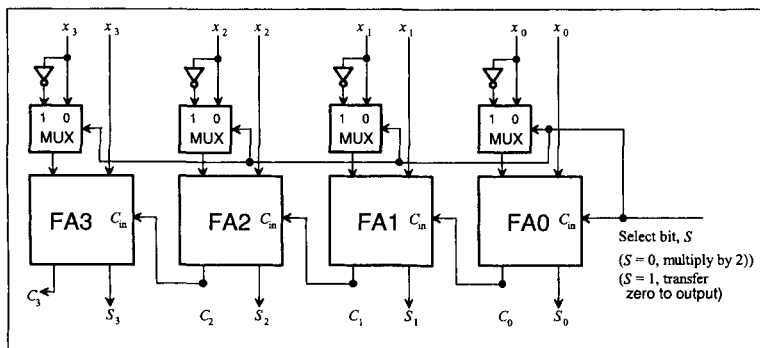 x₃ x₃ x₂ x₂ x₁ x₁ x₀ x₀
1 0 1 0 1 0 1 0
MUX MUX MUX MUX
FA3 Cin FA2 Cin FA1 Cin FA0 Cin
Select bit, S
(S = 0, multiply by 2))
(S = 1, transfer
zero to output)
C₃ S₃ C₂ S₂ C₁ S₁ C₀ S₀